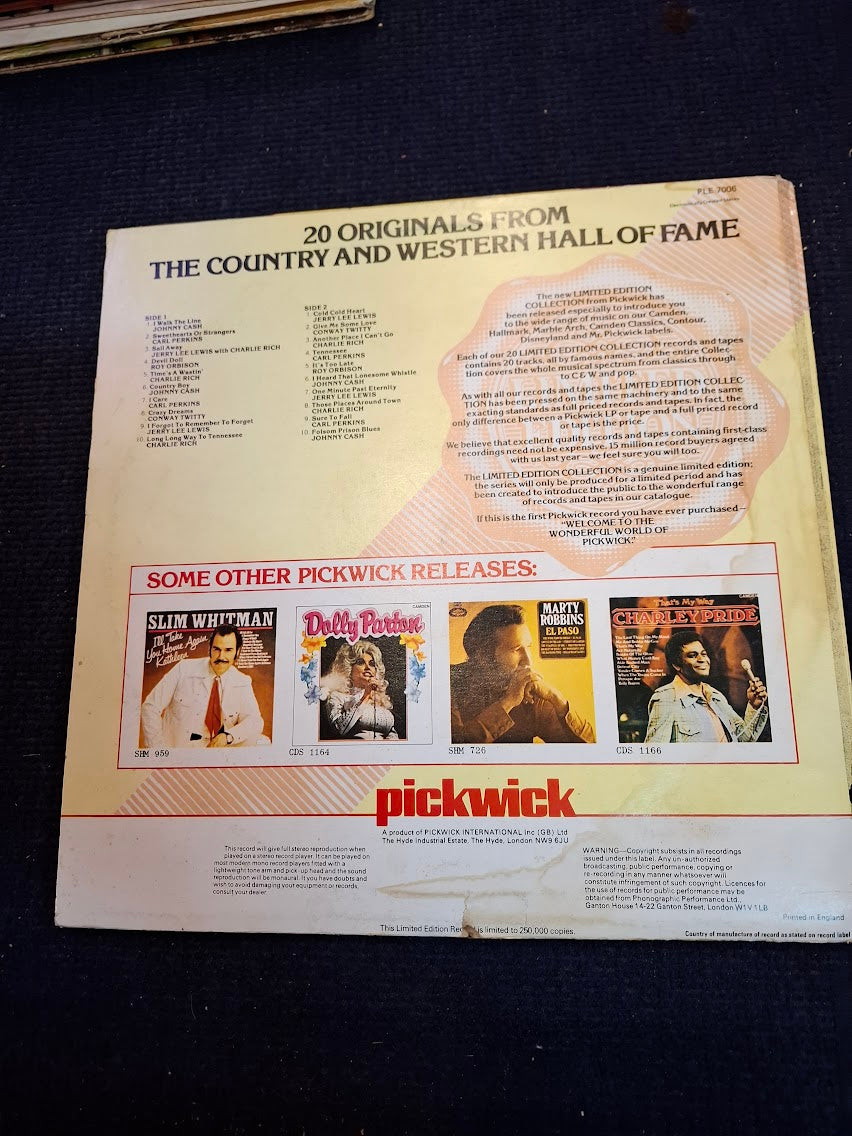 PLE 7006
Electronically Created Stereo
20 ORIGINALS FROM
THE COUNTRY AND WESTERN HALL OF FAME
SIDE 1
1. I Walk The Line
JOHNNY CASH
2. Sweethearts Or Strangers
CARL PERKINS
3. Sail Away
JERRY LEE LEWIS with CHARLIE RICH
4. Devil Doll
ROY ORBISON
5. Time's A Wastin'
CHARLIE RICH
6. Country Boy
JOHNNY CASH
7. I Care
CARL PERKINS
8. Crazy Dreams
CONWAY TWITTY
9. I Forgot To Remember To Forget
JERRY LEE LEWIS
10. Long Long Way To Tennessee
CHARLIE RICH
SIDE 2
1. Cold Cold Heart
JERRY LEE LEWIS
2. Give Me Some Love
CONWAY TWITTY
3. Another Place I Can't Go
CHARLIE RICH
4. Tennessee
CARL PERKINS
5. It's Too Late
ROY ORBISON
6. I Heard That Lonesome Whistle
JOHNNY CASH
7. One Minute Past Eternity
JERRY LEE LEWIS
8. Those Places Around Town
CHARLIE RICH
9. Sure To Fall
CARL PERKINS
10. Folsom Prison Blues
JOHNNY CASH
The new LIMITED EDITION
COLLECTION from Pickwick has
been released especially to introduce you
to the wide range of music on our Camden,
Hallmark, Marble Arch, Camden Classics, Contour,
Disneyland and Mr. Pickwick labels.
Each of our 20 LIMITED EDITION COLLECTION records and tapes
contains 20 tracks, all by famous names, and the entire Collec-
tion covers the whole musical spectrum from classics through
to C & W and pop.
As with all our records and tapes the LIMITED EDITION COLLEC-
TION has been pressed on the same machinery and to the same
exacting standards as full priced records and tapes. In fact, the
only difference between a Pickwick LP or tape and a full priced record
or tape is the price.
We believe that excellent quality records and tapes containing first-class
recordings need not be expensive. 15 million record buyers agreed
with us last year – we feel sure you will too.
The LIMITED EDITION COLLECTION is a genuine limited edition;
the series will only be produced for a limited period and has
been created to introduce the public to the wonderful range
of records and tapes in our catalogue.
If this is the first Pickwick record you have ever purchased –
"WELCOME TO THE
WONDERFUL WORLD OF
PICKWICK."
SOME OTHER PICKWICK RELEASES:
SLIM WHITMAN
I'll Take
You Home Again
Kathleen
SHM 959
CAMDEN
Dolly Parton
CDS 1164
MARTY
ROBBINS
EL PASO
SHM 726
CAMDEN
That's My Way
CHARLEY PRIDE
CDS 1166
pickwick
A product of PICKWICK INTERNATIONAL Inc (GB) Ltd
The Hyde Industrial Estate, The Hyde, London NW9 6JU
This record will give full stereo reproduction when
played on a stereo record player. It can be played on
most modern mono record players fitted with a
lightweight tone arm and pick-up head and the sound
reproduction will be monaural. If you have doubts and
wish to avoid damaging your equipment or records,
consult your dealer.
WARNING—Copyright subsists in all recordings
issued under this label. Any un-authorized
broadcasting, public performance, copying or
re-recording in any manner whatsoever will
constitute infringement of such copyright. Licences for
the use of records for public performance may be
obtained from Phonographic Performance Ltd.,
Ganton House 14-22 Ganton Street, London W1V 1LB
Printed in England
This Limited Edition Record is limited to 250,000 copies.
Country of manufacture of record as stated on record label